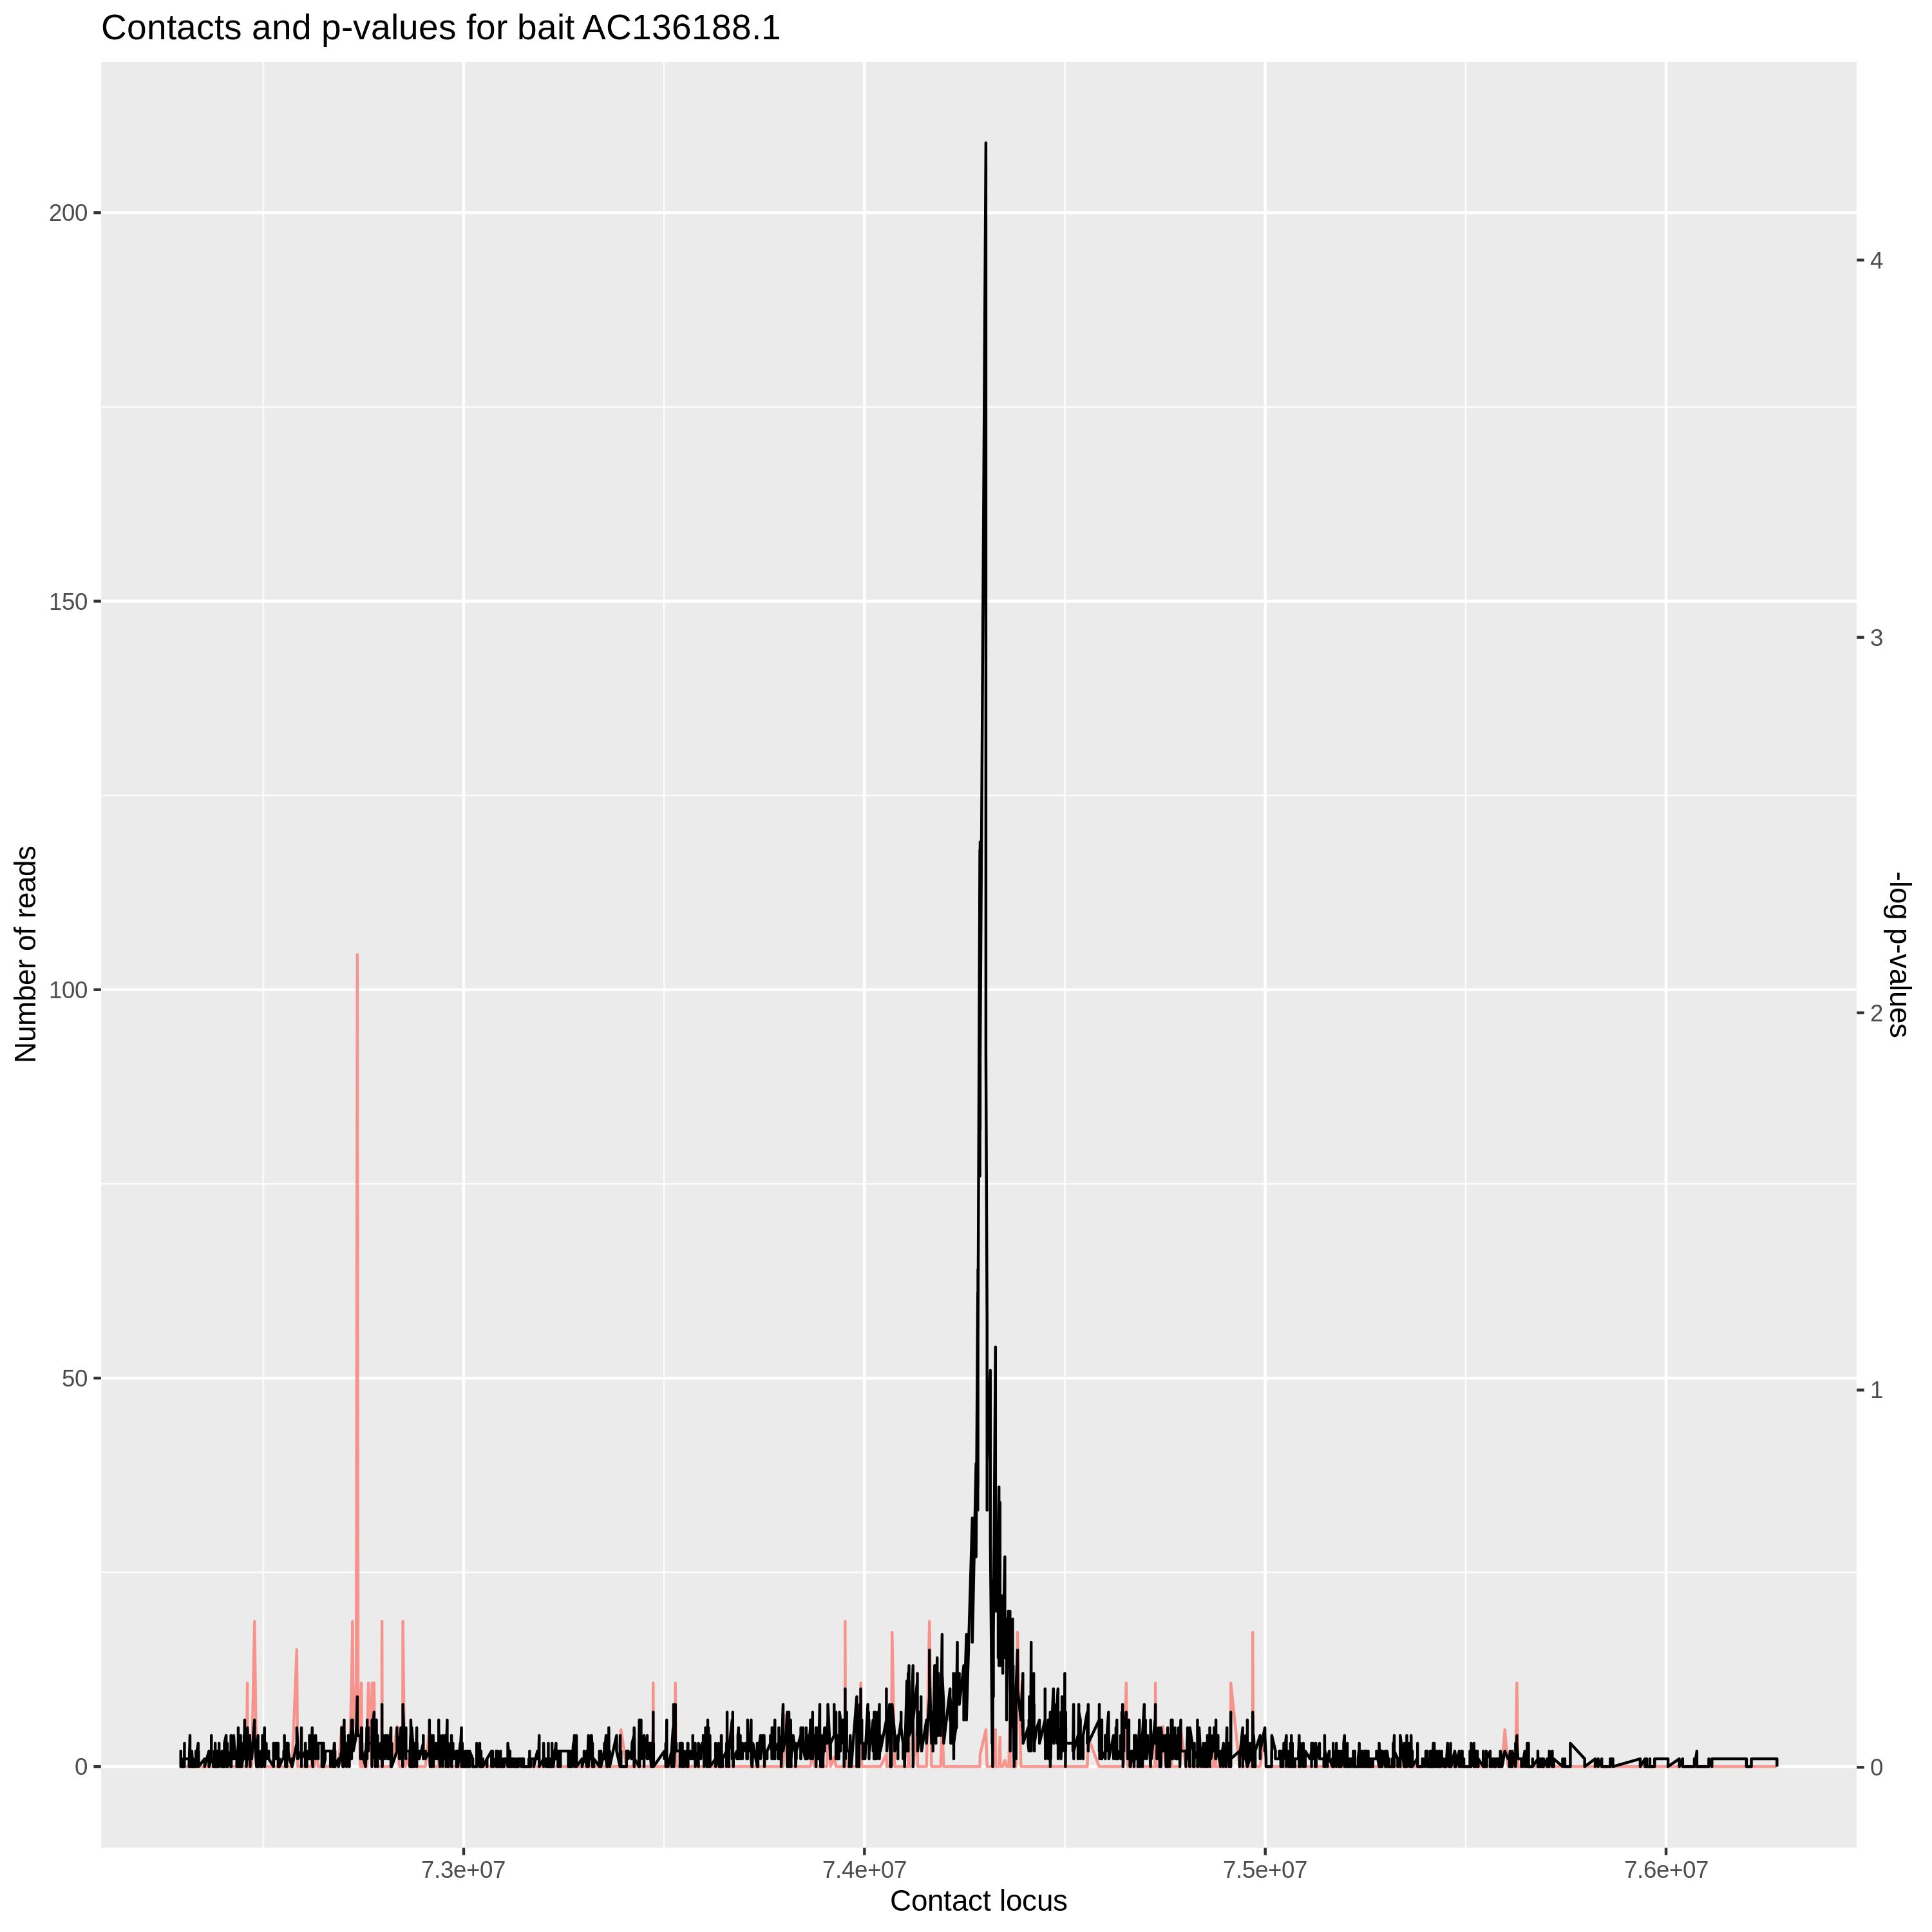 Contacts and p-values for bait AC136188.1
200
150
100
50
0
Number of reads
4
3
2
1
0
-log p-values
7.3e+07 7.4e+07 7.5e+07 7.6e+07
Contact locus